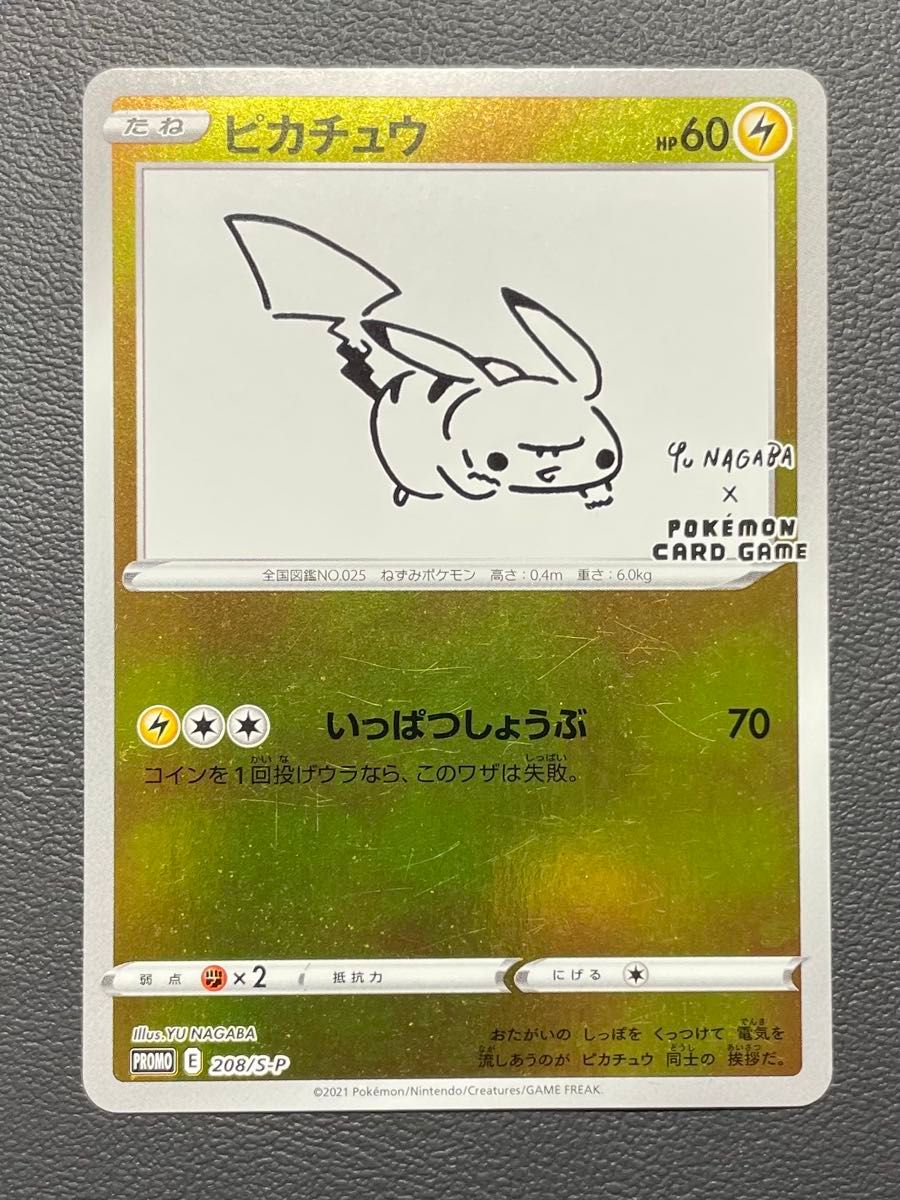 たね ピカチュウ HP60
YU NAGABA
×
POKÉMON
CARD GAME
全国図鑑NO.025 ねずみポケモン 高さ:0.4m 重さ:6.0kg
いっぱつしょうぶ 70
コインを1回投げウラなら、このワザは失敗。
弱点 ×2 抵抗力 にげる
Illus.YU NAGABA
PROMO E 208/S-P
おたがいの しっぽを くっつけて 電気を
流しあうのが ピカチュウ 同士の 挨拶だ。
©2021 Pokémon/Nintendo/Creatures/GAME FREAK.